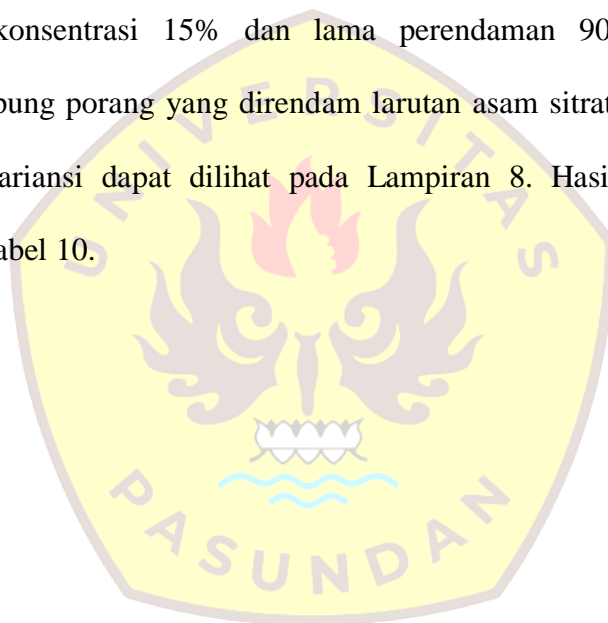 konsentrasi 15% dan lama perendaman 90
pung porang yang direndam larutan asam sitrat
ariansi dapat dilihat pada Lampiran 8. Hasi
abel 10.
UNIVERSITAS
PASUNDAN